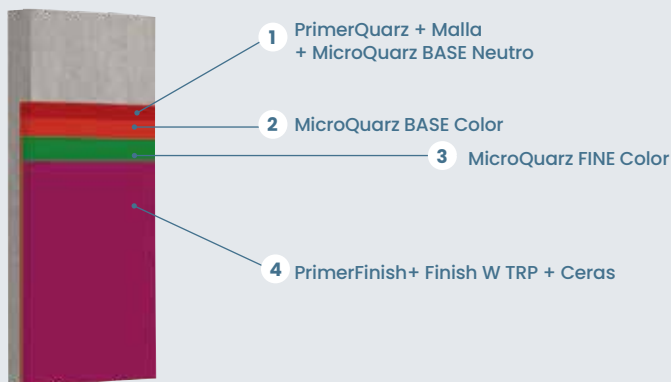 1 PrimerQuarz + Malla
+ MicroQuarz BASE Neutro
2 MicroQuarz BASE Color
3 MicroQuarz FINE Color
4 PrimerFinish+ Finish W TRP + Ceras